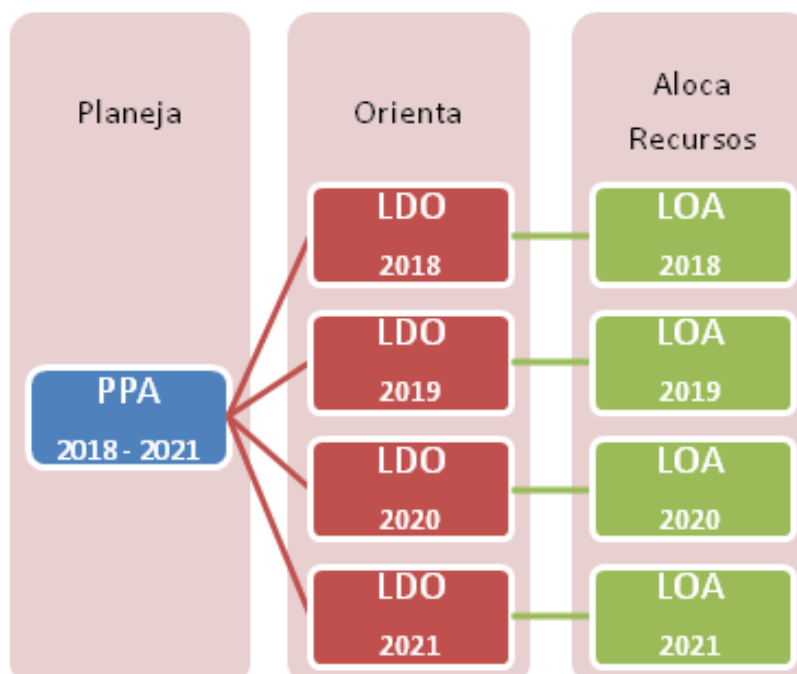 Planeja
Orienta
Aloca
Recursos
PPA
2018 - 2021
LDO
2018
LDO
2019
LDO
2020
LDO
2021
LOA
2018
LOA
2019
LOA
2020
LOA
2021